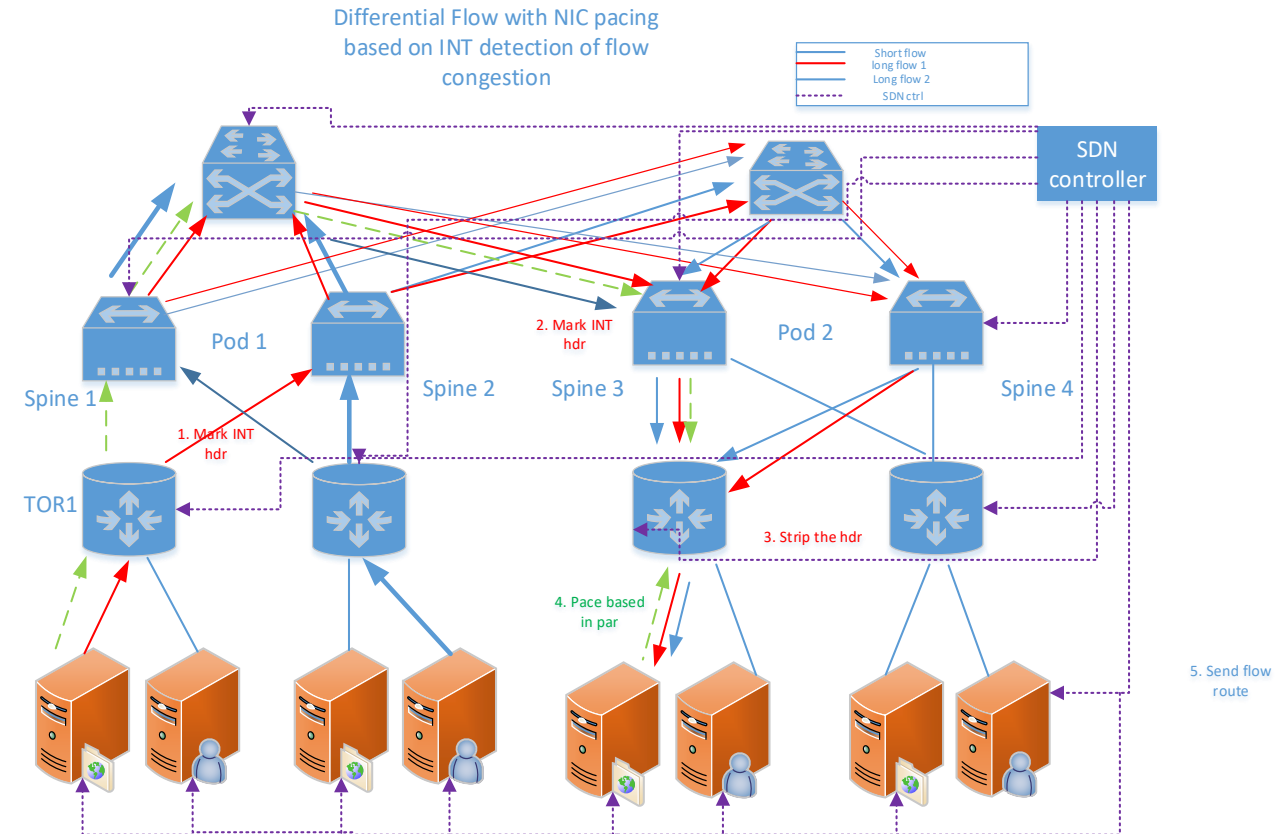 Differential Flow with NIC pacing
based on INT detection of flow
congestion
Short flow
long flow 1
Long flow 2
SDN ctrl
SDN
controller
Pod 1
2. Mark INT
hdr
Pod 2
Spine 1
Spine 2
Spine 3
Spine 4
1. Mark INT
hdr
TOR1
3. Strip the hdr
4. Pace based
in par
5. Send flow
route